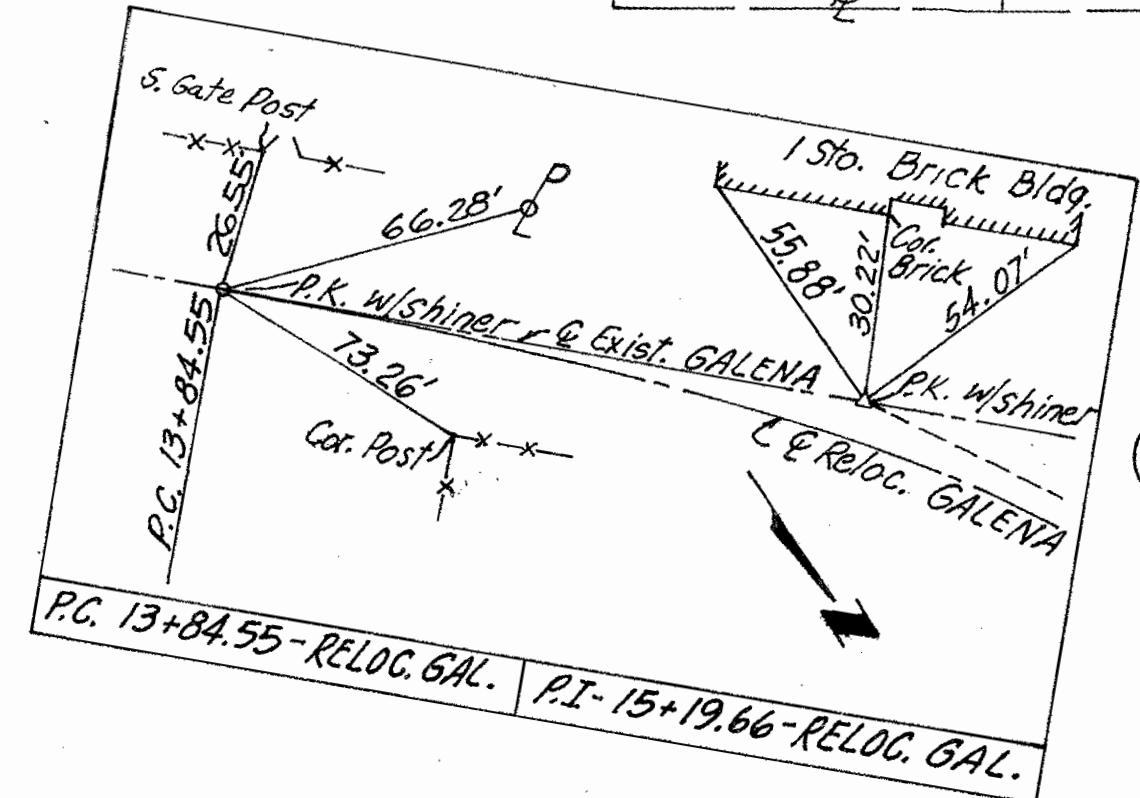 S. Gate Post
1 Sto. Brick Bldg.
26.55'
66.28'
P
L
55.88'
30.22'
Cor.
Brick
54.07'
P.K. w/shiner
℄ Exist. GALENA
P.K. w/shiner
73.26'
Cor. Post
℄ Reloc. GALENA
P.C. 13+84.55
P.C. 13+84.55-RELOC. GAL.
P.I- 15+19.66-RELOC. GAL.